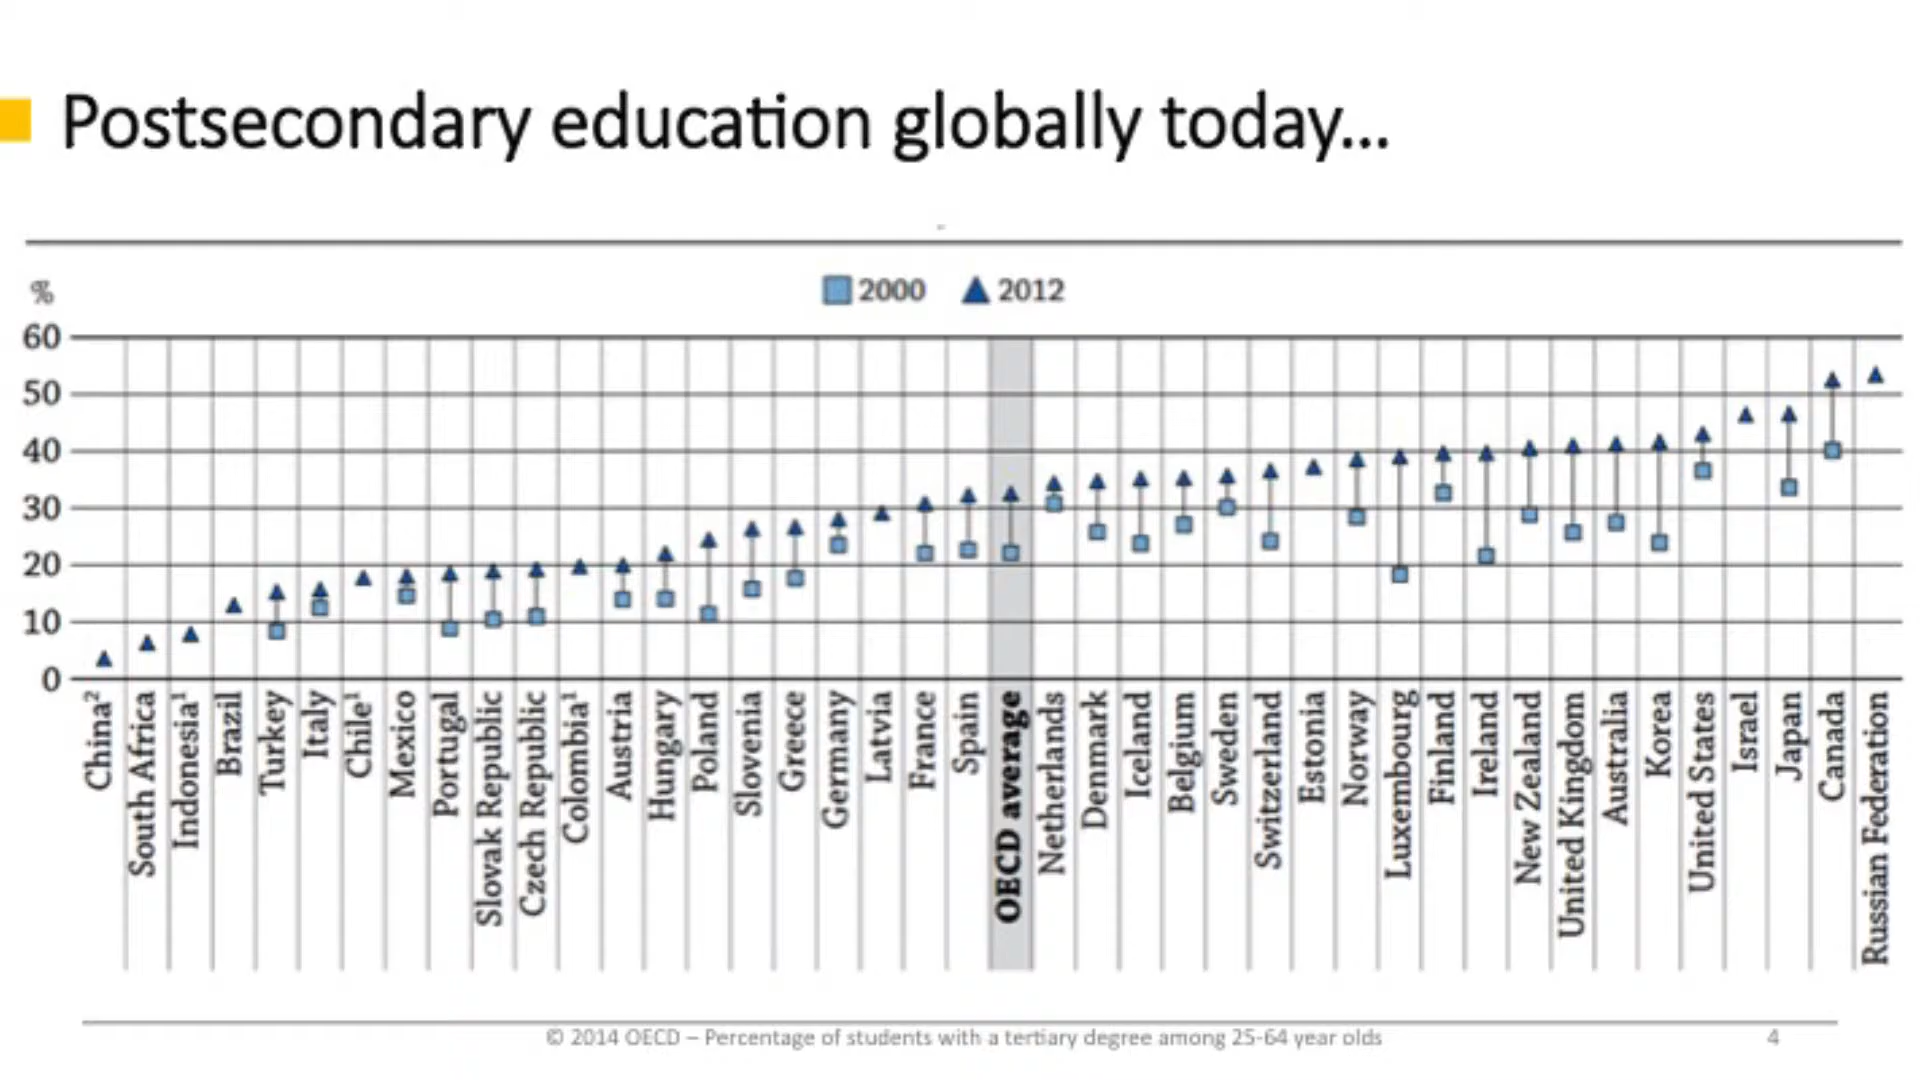 Postsecondary education globally today...
%
2000 2012
60
50
40
30
20
10
0
China²
South Africa
Indonesia¹
Brazil
Turkey
Italy
Chile¹
Mexico
Portugal
Slovak Republic
Czech Republic
Colombia¹
Austria
Hungary
Poland
Slovenia
Greece
Germany
Latvia
France
Spain
OECD average
Netherlands
Denmark
Iceland
Belgium
Sweden
Switzerland
Estonia
Norway
Luxembourg
Finland
Ireland
New Zealand
United Kingdom
Australia
Korea
United States
Israel
Japan
Canada
Russian Federation
© 2014 OECD – Percentage of students with a tertiary degree among 25-64 year olds
4